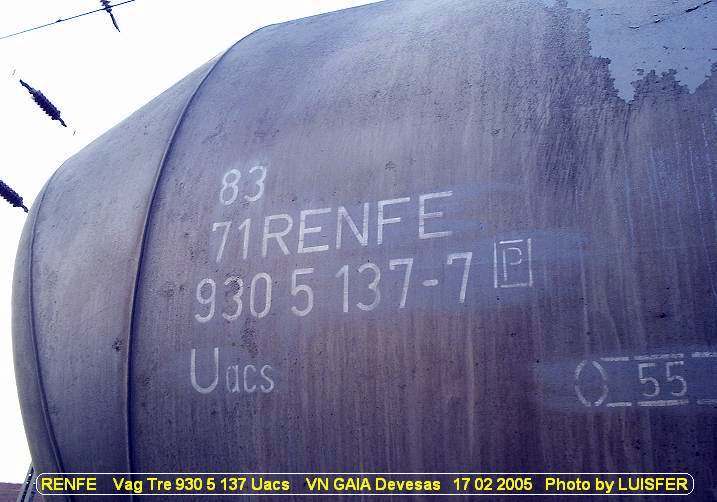 83
71RENFE
930 5 137-7 P
Uacs
() 55
RENFE Vag Tre 930 5 137 Uacs VN GAIA Devesas 17 02 2005 Photo by LUISFER